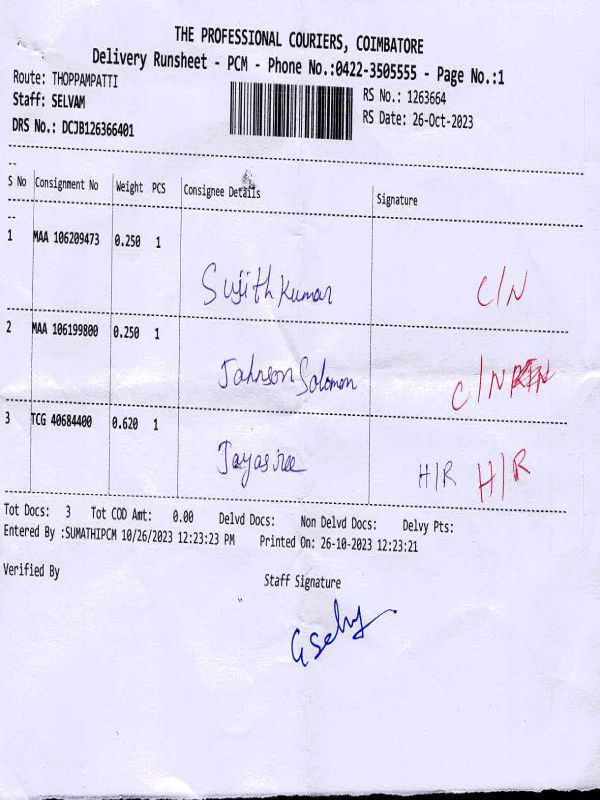 THE PROFESSIONAL COURIERS, COIMBATORE
Delivery Runsheet - PCM - Phone No.:0422-3505555 - Page No.:1
Route: THOPPAMPATTI
RS No.: 1263664
Staff: SELVAM
RS Date: 26-Oct-2023
DRS No.: DCJB126366401
S No Consignment No Weight PCS Consignee Details Signature
1 MAA 106209473 0.250 1
Sujith Kumar C/N
2 MAA 106199800 0.250 1
Johnson Solomon C/N
3 TCG 40684400 0.620 1
Jayasree H/R H/R
Tot Docs: 3 Tot COD Amt: 0.00 Delvd Docs: Non Delvd Docs: Delvy Pts:
Entered By :SUMATHIPCM 10/26/2023 12:23:23 PM Printed On: 26-10-2023 12:23:21
Verified By Staff Signature